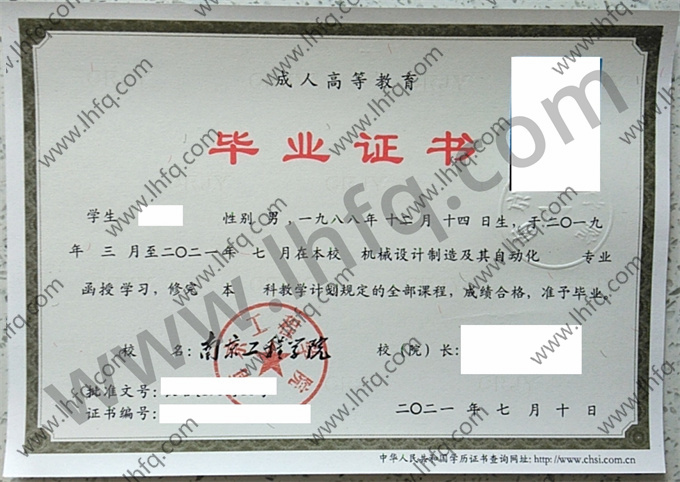 成人高等教育
毕业证书
学生 性别 男，一九八八年 十二月 十四日生，于二〇一九
年 三 月至二〇二一年 七 月在本校 机械设计制造及其自动化 专业
函授学习，修完 本 科教学计划规定的全部课程，成绩合格，准予毕业。
校 名：南京工程学院 校（院）长：
批准文号：
证书编号： 二〇二一年 七 月 十 日
中华人民共和国学历证书查询网址: http://www.chsi.com.cn
www.lhfq.com